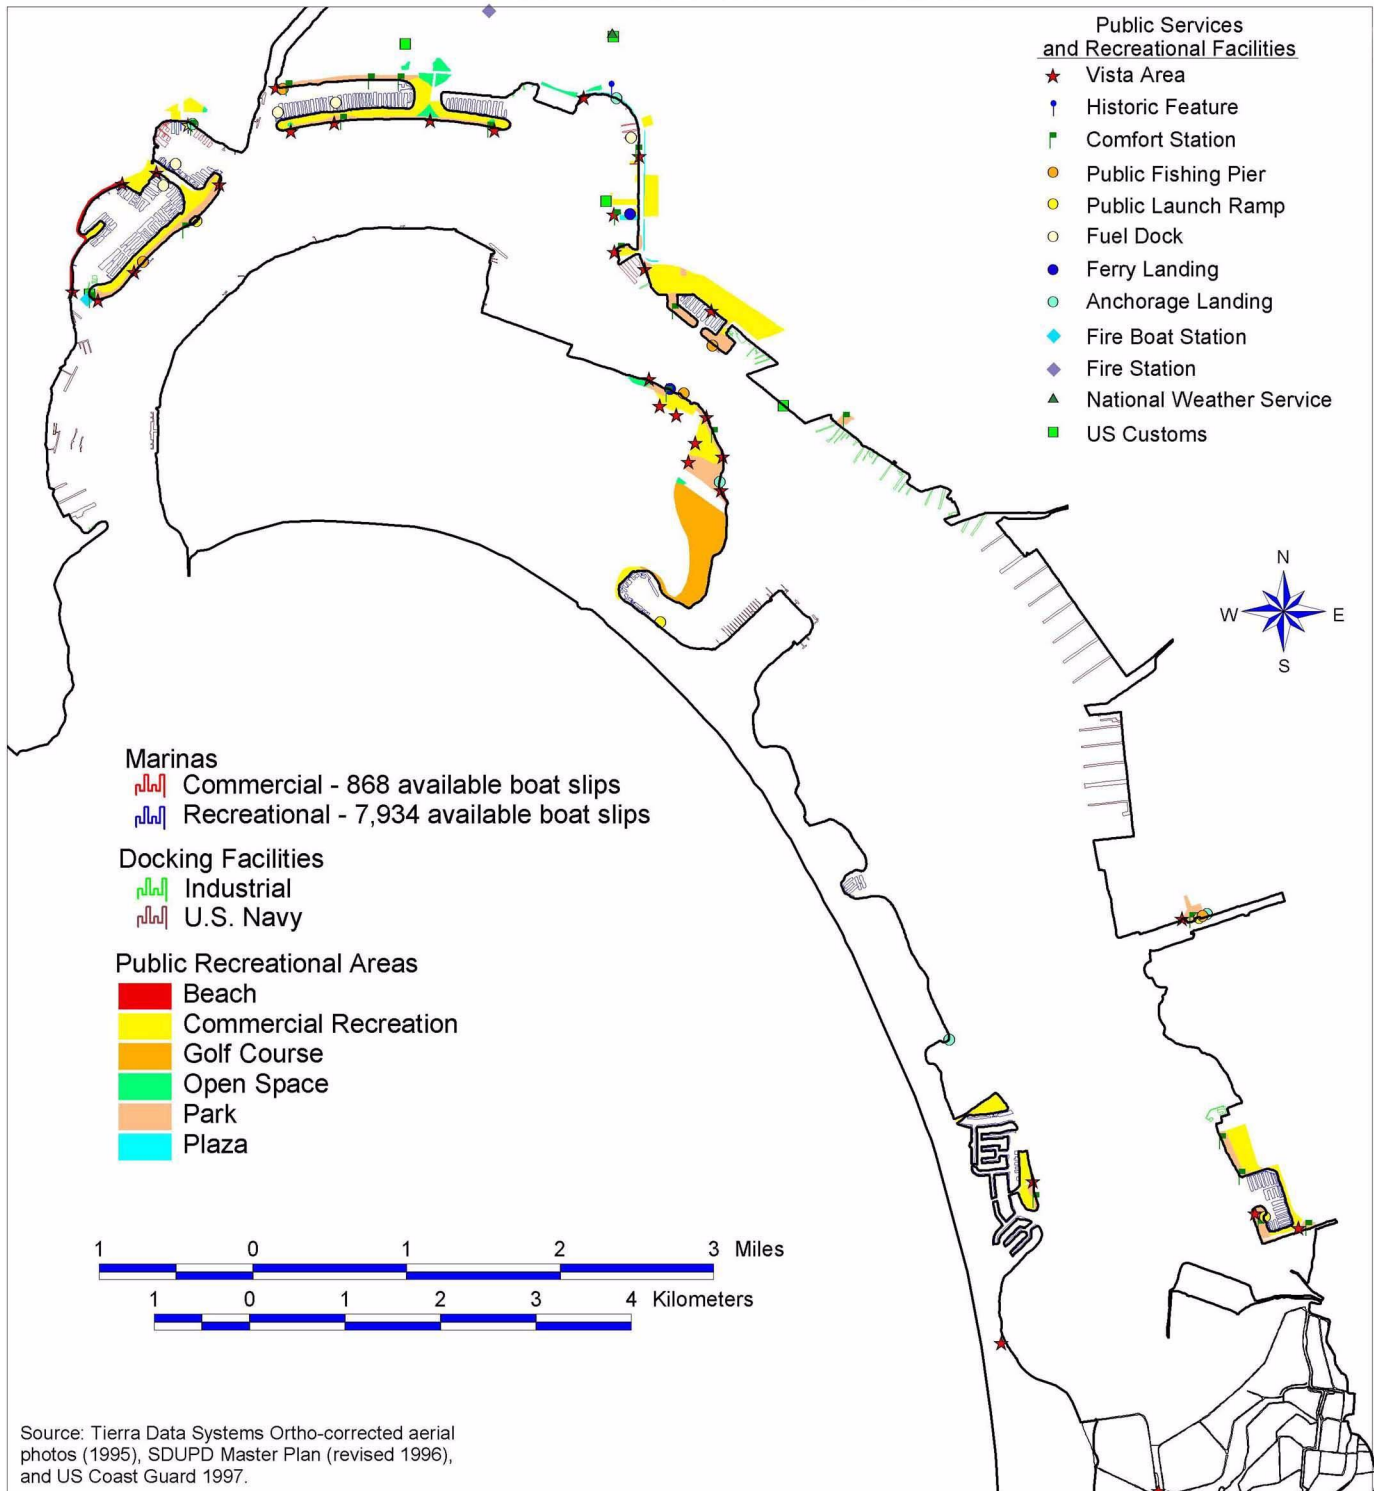 Public Services
and Recreational Facilities
Vista Area
Historic Feature
Comfort Station
Public Fishing Pier
Public Launch Ramp
Fuel Dock
Ferry Landing
Anchorage Landing
Fire Boat Station
Fire Station
National Weather Service
US Customs
N
W E
S
Marinas
Commercial - 868 available boat slips
Recreational - 7,934 available boat slips
Docking Facilities
Industrial
U.S. Navy
Public Recreational Areas
Beach
Commercial Recreation
Golf Course
Open Space
Park
Plaza
1 0 1 2 3 Miles
1 0 1 2 3 4 Kilometers
Source: Tierra Data Systems Ortho-corrected aerial
photos (1995), SDUPD Master Plan (revised 1996),
and US Coast Guard 1997.